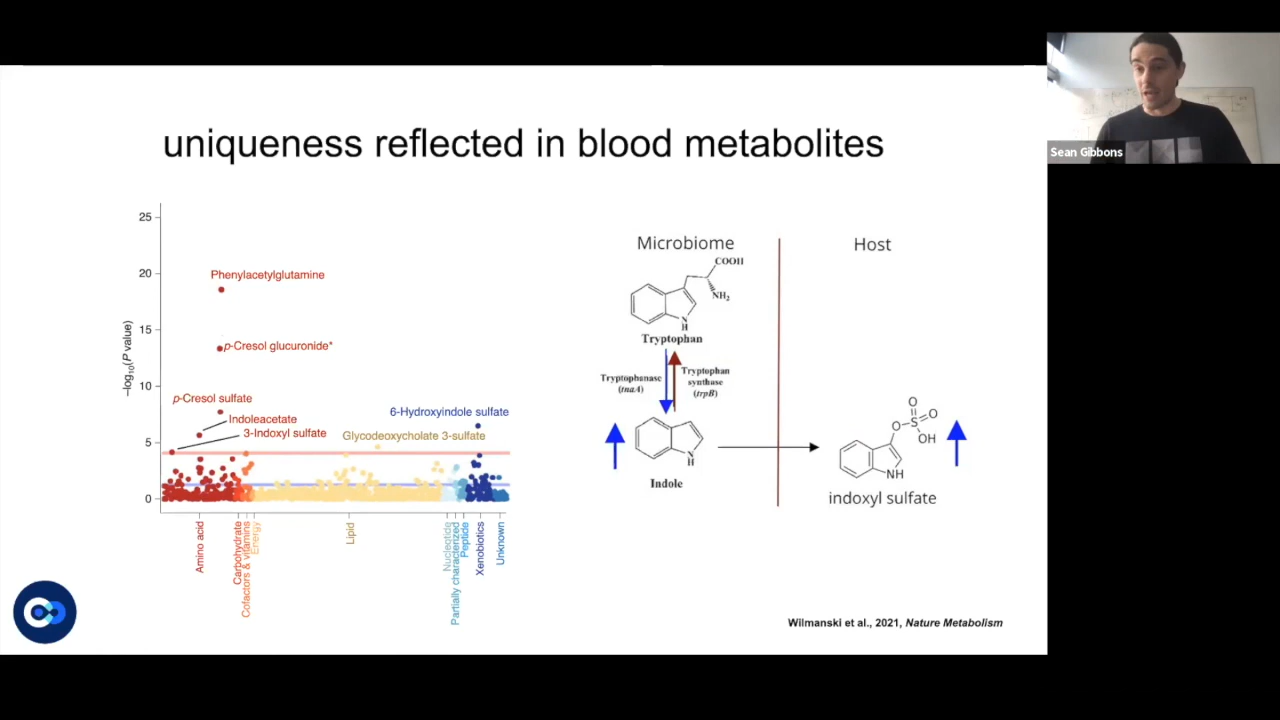 uniqueness reflected in blood metabolites
Sean Gibbons
25
20
15
10
5
0
–log10(P value)
Phenylacetylglutamine
p-Cresol glucuronide*
p-Cresol sulfate
Indoleacetate
3-Indoxyl sulfate
6-Hydroxyindole sulfate
Glycodeoxycholate 3-sulfate
Amino acid
Carbohydrate
Cofactors & vitamins
Energy
Lipid
Nucleotide
Partially characterized
Peptide
Xenobiotics
Unknown
Microbiome
Host
COOH
NH2
N
H
Tryptophan
Tryptophanase
(tnaA)
Tryptophan
synthase
(trpB)
N
H
Indole
O
O
S
O
OH
NH
indoxyl sulfate
Wilmanski et al., 2021, Nature Metabolism